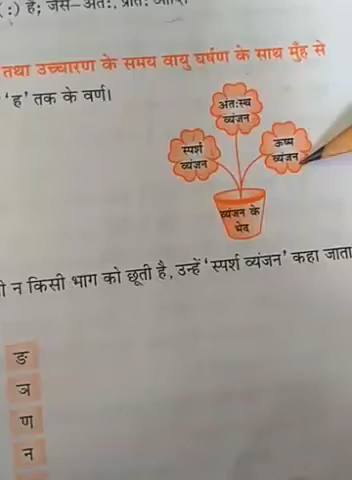 (:) है; जैसे–अतः, प्रातः आदि।
तथा उच्चारण के समय वायु घर्षण के साथ मुँह से
'ह' तक के वर्ण।
अंतःस्थ
व्यंजन
स्पर्श
व्यंजन
ऊष्म
व्यंजन
व्यंजन के
भेद
न किसी भाग को छूती है, उन्हें 'स्पर्श व्यंजन' कहा जाता
ङ
ञ
ण
न